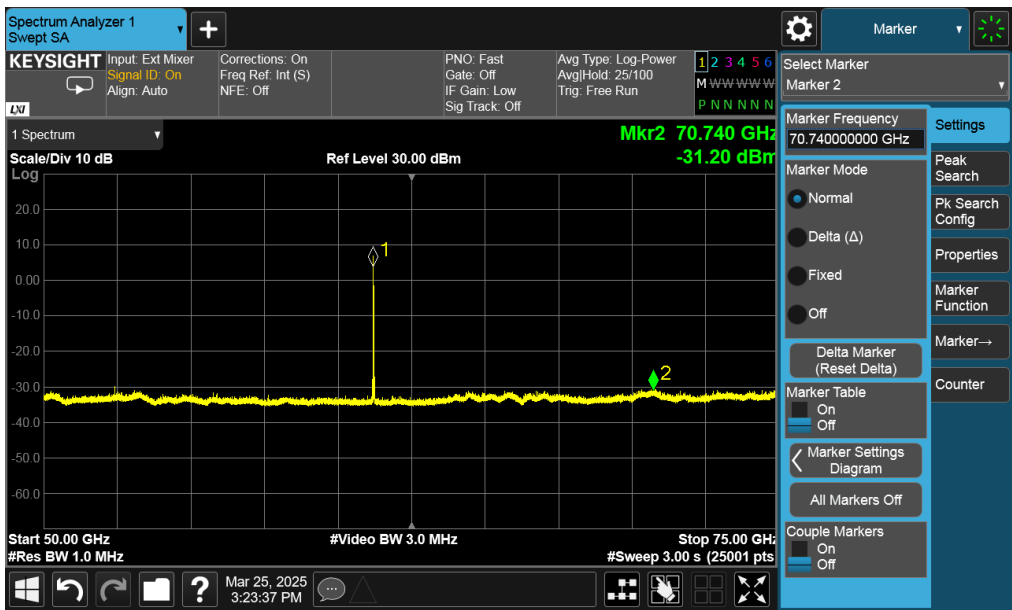 Spectrum Analyzer 1
Swept SA
+
Marker
KEYSIGHT
LXI
Input: Ext Mixer
Signal ID: On
Align: Auto
Corrections: On
Freq Ref: Int (S)
NFE: Off
PNO: Fast
Gate: Off
IF Gain: Low
Sig Track: Off
Avg Type: Log-Power
Avg|Hold: 25/100
Trig: Free Run
1 2 3 4 5 6
M W W W W W
P N N N N N
Select Marker
Marker 2
1 Spectrum
Mkr2 70.740 GHz
Scale/Div 10 dB
Ref Level 30.00 dBm
-31.20 dBm
Log
20.0
10.0
0.00
-10.0
-20.0
-30.0
-40.0
-50.0
-60.0
1
2
Start 50.00 GHz
#Video BW 3.0 MHz
Stop 75.00 GHz
#Res BW 1.0 MHz
#Sweep 3.00 s (25001 pts
Marker Frequency
70.740000000 GHz
Marker Mode
Normal
Delta (Δ)
Fixed
Off
Delta Marker
(Reset Delta)
Marker Table
On
Off
Marker Settings
Diagram
All Markers Off
Couple Markers
On
Off
Settings
Peak
Search
Pk Search
Config
Properties
Marker
Function
Marker→
Counter
?
Mar 25, 2025
3:23:37 PM